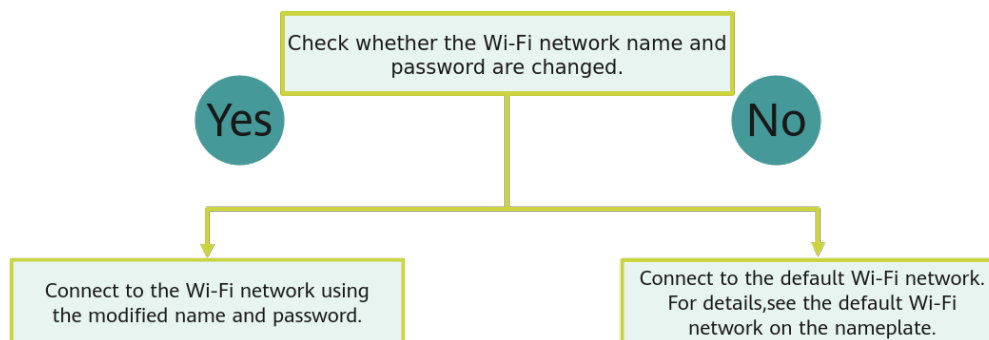 Check whether the Wi-Fi network name and
password are changed.
Yes
No
Connect to the Wi-Fi network using
the modified name and password.
Connect to the default Wi-Fi network.
For details,see the default Wi-Fi
network on the nameplate.